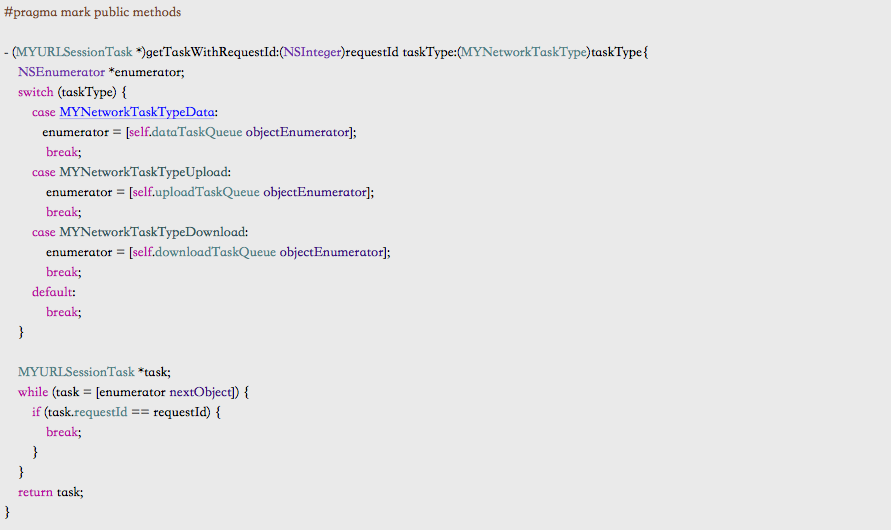 #pragma mark public methods
- (MYURLSessionTask *)getTaskWithRequestId:(NSInteger)requestId taskType:(MYNetworkTaskType)taskType{
NSEnumerator *enumerator;
switch (taskType) {
case MYNetworkTaskTypeData:
enumerator = [self.dataTaskQueue objectEnumerator];
break;
case MYNetworkTaskTypeUpload:
enumerator = [self.uploadTaskQueue objectEnumerator];
break;
case MYNetworkTaskTypeDownload:
enumerator = [self.downloadTaskQueue objectEnumerator];
break;
default:
break;
}
MYURLSessionTask *task;
while (task = [enumerator nextObject]) {
if (task.requestId == requestId) {
break;
}
}
return task;
}